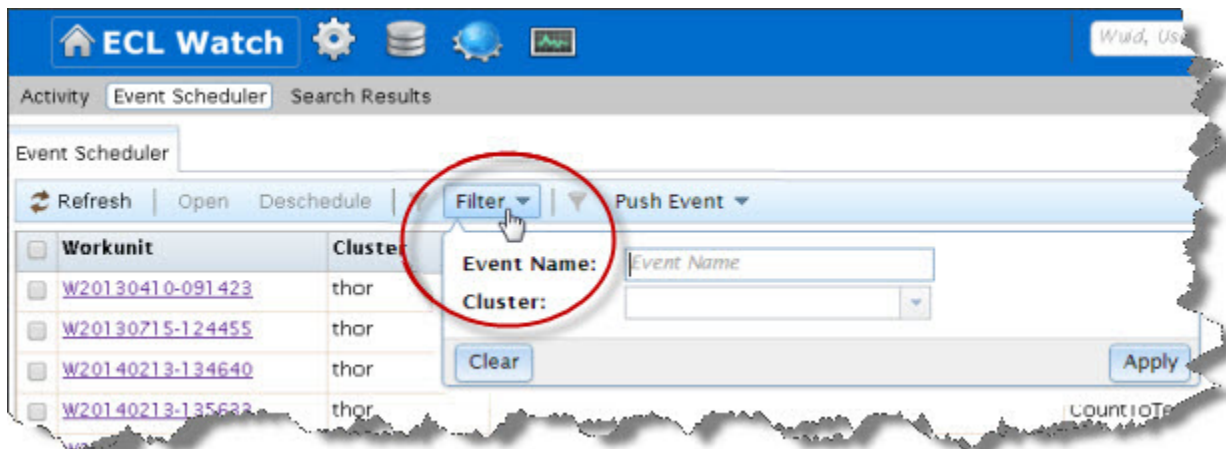 ECL Watch
Wuid, Us
Activity Event Scheduler Search Results
Event Scheduler
Refresh Open Deschedule Filter Push Event
Workunit Cluster
Event Name: Event Name
W20130410-091423 thor
Cluster:
W20130715-124455 thor
W20140213-134640 thor
Clear Apply
W20140213-135633 thor CountToTe